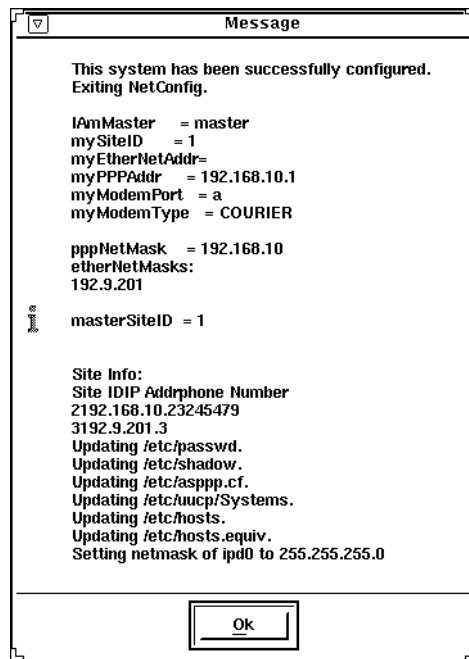 Message
This system has been successfully configured.
Exiting NetConfig.
IAmMaster = master
mySiteID = 1
myEtherNetAddr=
myPPPAddr = 192.168.10.1
myModemPort = a
myModemType = COURIER
pppNetMask = 192.168.10
etherNetMasks:
192.9.201
masterSiteID = 1
Site Info:
Site IDIP Addrphone Number
2192.168.10.23245479
3192.9.201.3
Updating /etc/passwd.
Updating /etc/shadow.
Updating /etc/asppp.cf.
Updating /etc/uucp/Systems.
Updating /etc/hosts.
Updating /etc/hosts.equiv.
Setting netmask of ipd0 to 255.255.255.0
Ok